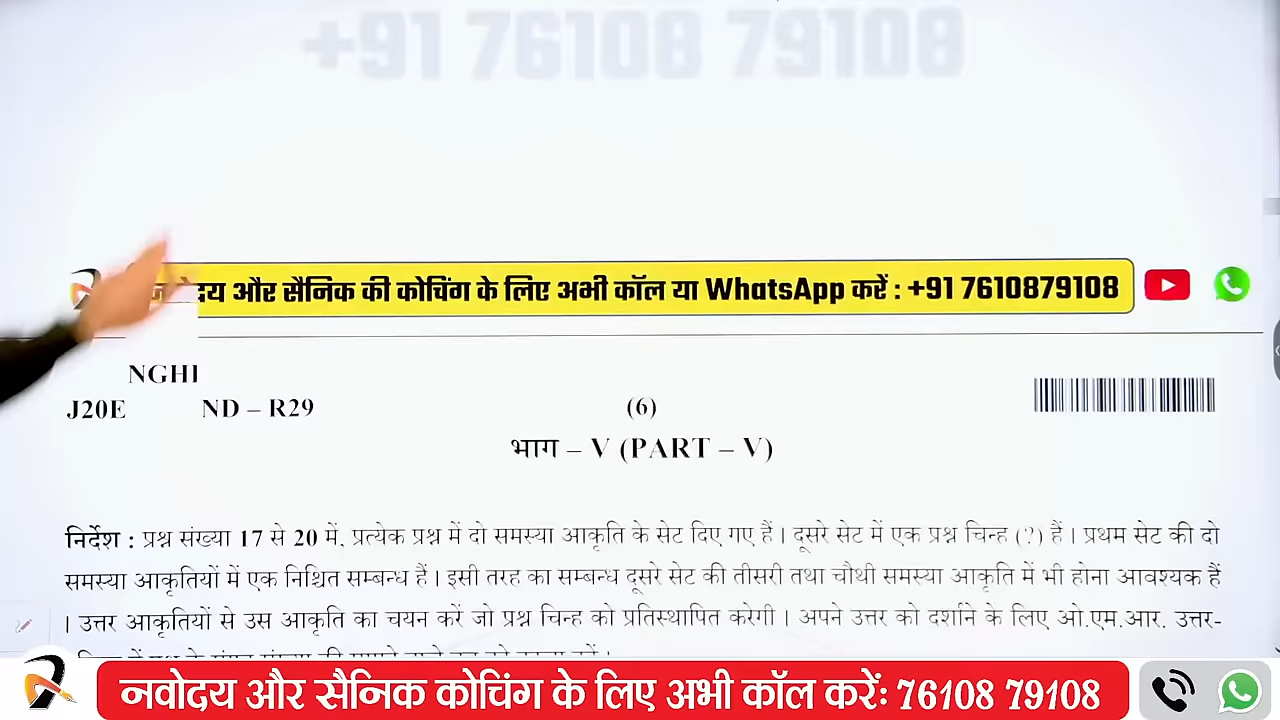 +91 76108 79108
और सैनिक की कोचिंग के लिए अभी कॉल या WhatsApp करें : +91 7610879108
NGHI
J20E ND – R29 (6)
भाग – V (PART – V)
निर्देश : प्रश्न संख्या 17 से 20 में, प्रत्येक प्रश्न में दो समस्या आकृति के सेट दिए गए हैं । दूसरे सेट में एक प्रश्न चिन्ह (?) हैं । प्रथम सेट की दो
समस्या आकृतियों में एक निश्चित सम्बन्ध हैं । इसी तरह का सम्बन्ध दूसरे सेट की तीसरी तथा चौथी समस्या आकृति में भी होना आवश्यक हैं
। उत्तर आकृतियों से उस आकृति का चयन करें जो प्रश्न चिन्ह को प्रतिस्थापित करेगी । अपने उत्तर को दर्शाने के लिए ओ.एम.आर. उत्तर-
नवोदय और सैनिक कोचिंग के लिए अभी कॉल करें: 76108 79108